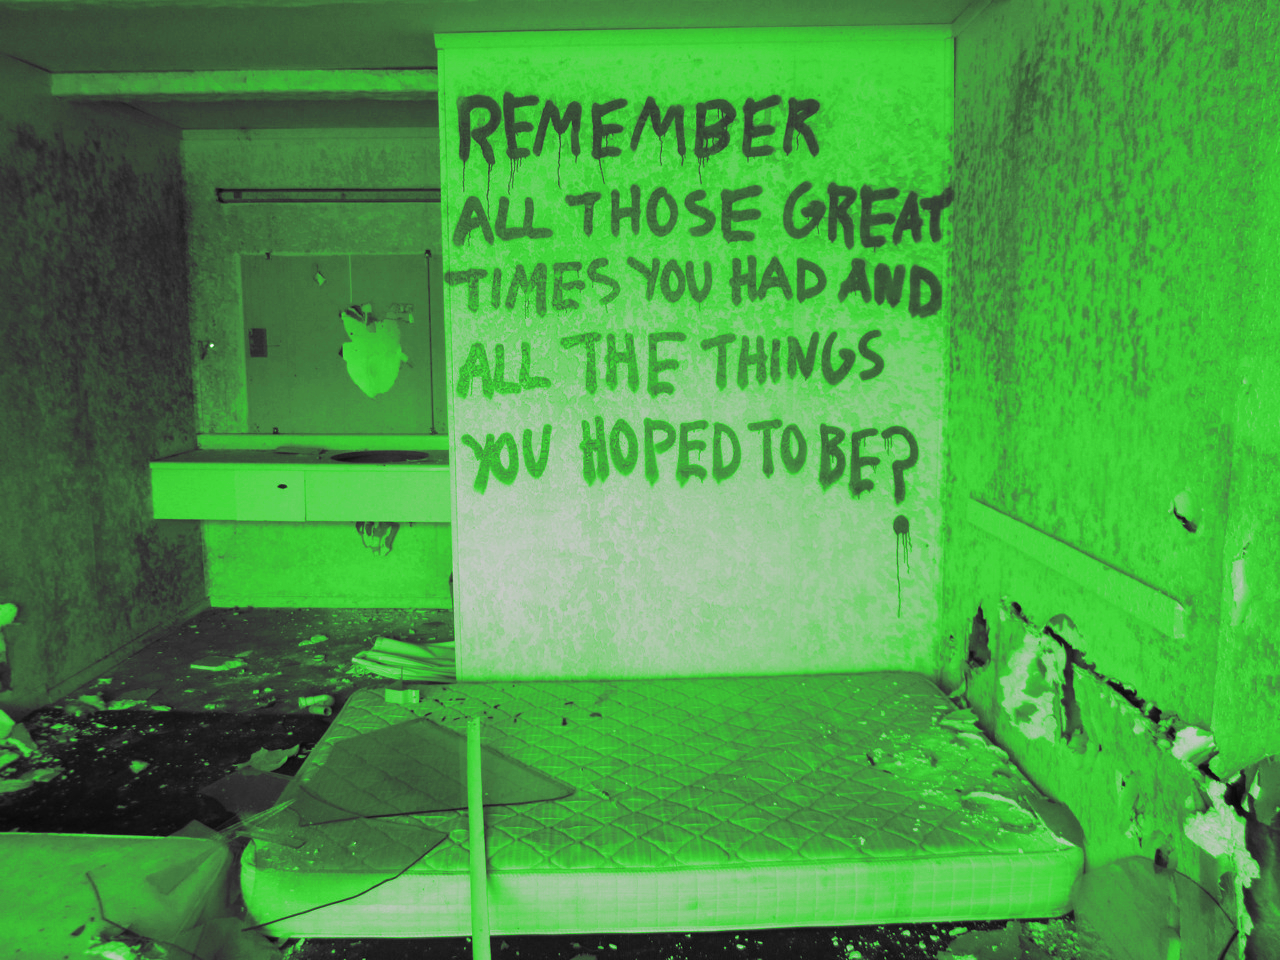 REMEMBER
ALL THOSE GREAT
TIMES YOU HAD AND
ALL THE THINGS
YOU HOPED TO BE?